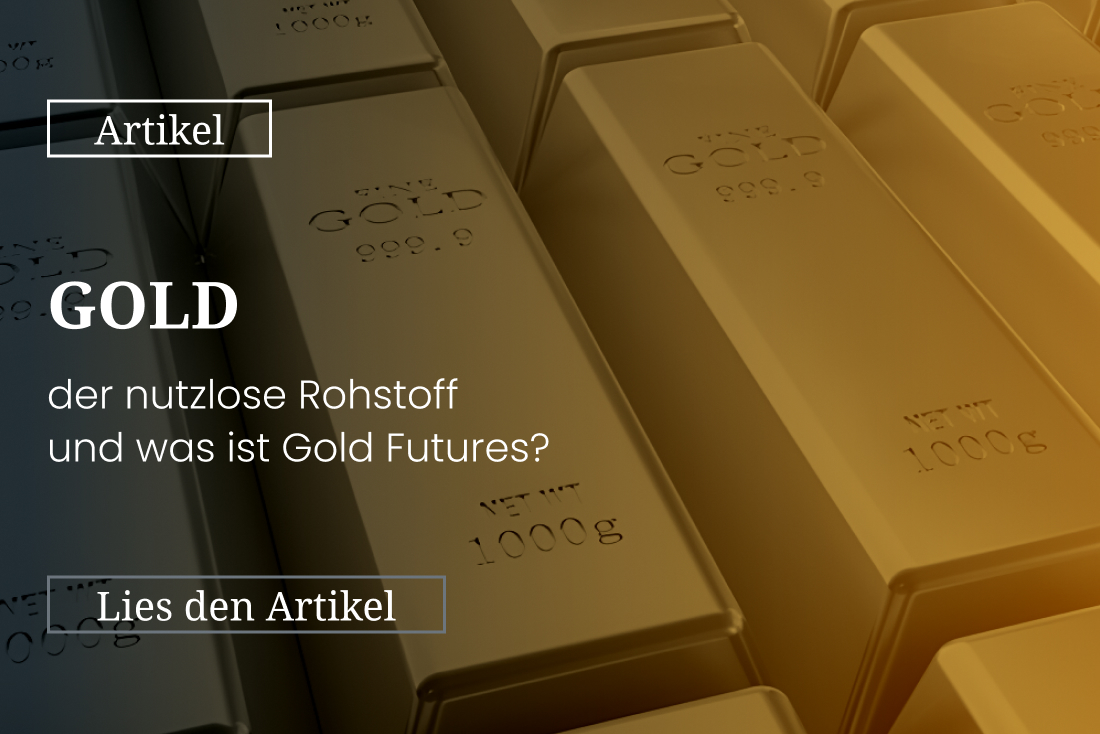 1000g
Artikel
FINE
GOLD
999.9
FINE
GOLD
999.9
GOLD
der nutzlose Rohstoff
und was ist Gold Futures?
NET WT
1000g
NET WT
1000g
Lies den Artikel